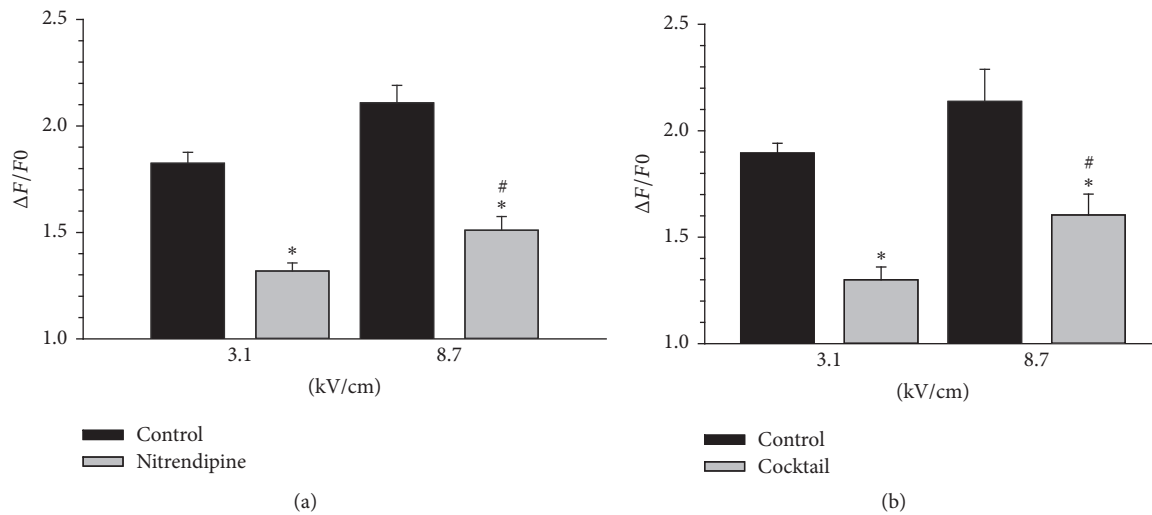 2.5
2.0
1.5
1.0
ΔF/F0
*
#
*
3.1
8.7
(kV/cm)
Control
Nitrendipine
(a)
2.5
2.0
1.5
1.0
ΔF/F0
*
#
*
3.1
8.7
(kV/cm)
Control
Cocktail
(b)